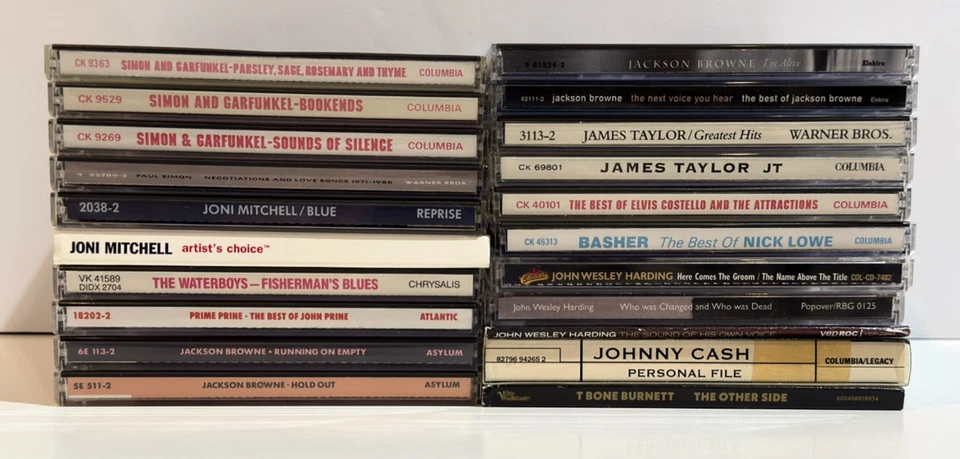 CK 9363 SIMON AND GARFUNKEL-PARSLEY, SAGE, ROSEMARY AND THYME COLUMBIA
CK 9529 SIMON AND GARFUNKEL-BOOKENDS COLUMBIA
CK 9269 SIMON & GARFUNKEL-SOUNDS OF SILENCE COLUMBIA
PAUL SIMON NEGOTIATIONS AND LOVE SONGS 1971-1986 WARNER BROS.
2038-2 JONI MITCHELL/BLUE REPRISE
JONI MITCHELL artist's choice™
VK 41589
DIDX 2704 THE WATERBOYS—FISHERMAN'S BLUES CHRYSALIS
18202-2 PRIME PRINE · THE BEST OF JOHN PRINE ATLANTIC
6E 113-2 JACKSON BROWNE · RUNNING ON EMPTY ASYLUM
5E 511-2 JACKSON BROWNE · HOLD OUT ASYLUM
JACKSON BROWNE I'm Alive Elektra
62111-2 jackson browne the next voice you hear the best of jackson browne Elektra
3113-2 JAMES TAYLOR/Greatest Hits WARNER BROS.
CK 69801 JAMES TAYLOR JT COLUMBIA
CK 40101 THE BEST OF ELVIS COSTELLO AND THE ATTRACTIONS COLUMBIA
CK 45313 BASHER The Best Of NICK LOWE COLUMBIA
JOHN WESLEY HARDING Here Comes The Groom / The Name Above The Title COL-CD-7482
John Wesley Harding Who was Changed and Who was Dead Popover/RBG 0125
JOHN WESLEY HARDING THE SOUND OF HIS OWN VOICE
82796 94265 2 JOHNNY CASH COLUMBIA/LEGACY
PERSONAL FILE
T BONE BURNETT THE OTHER SIDE